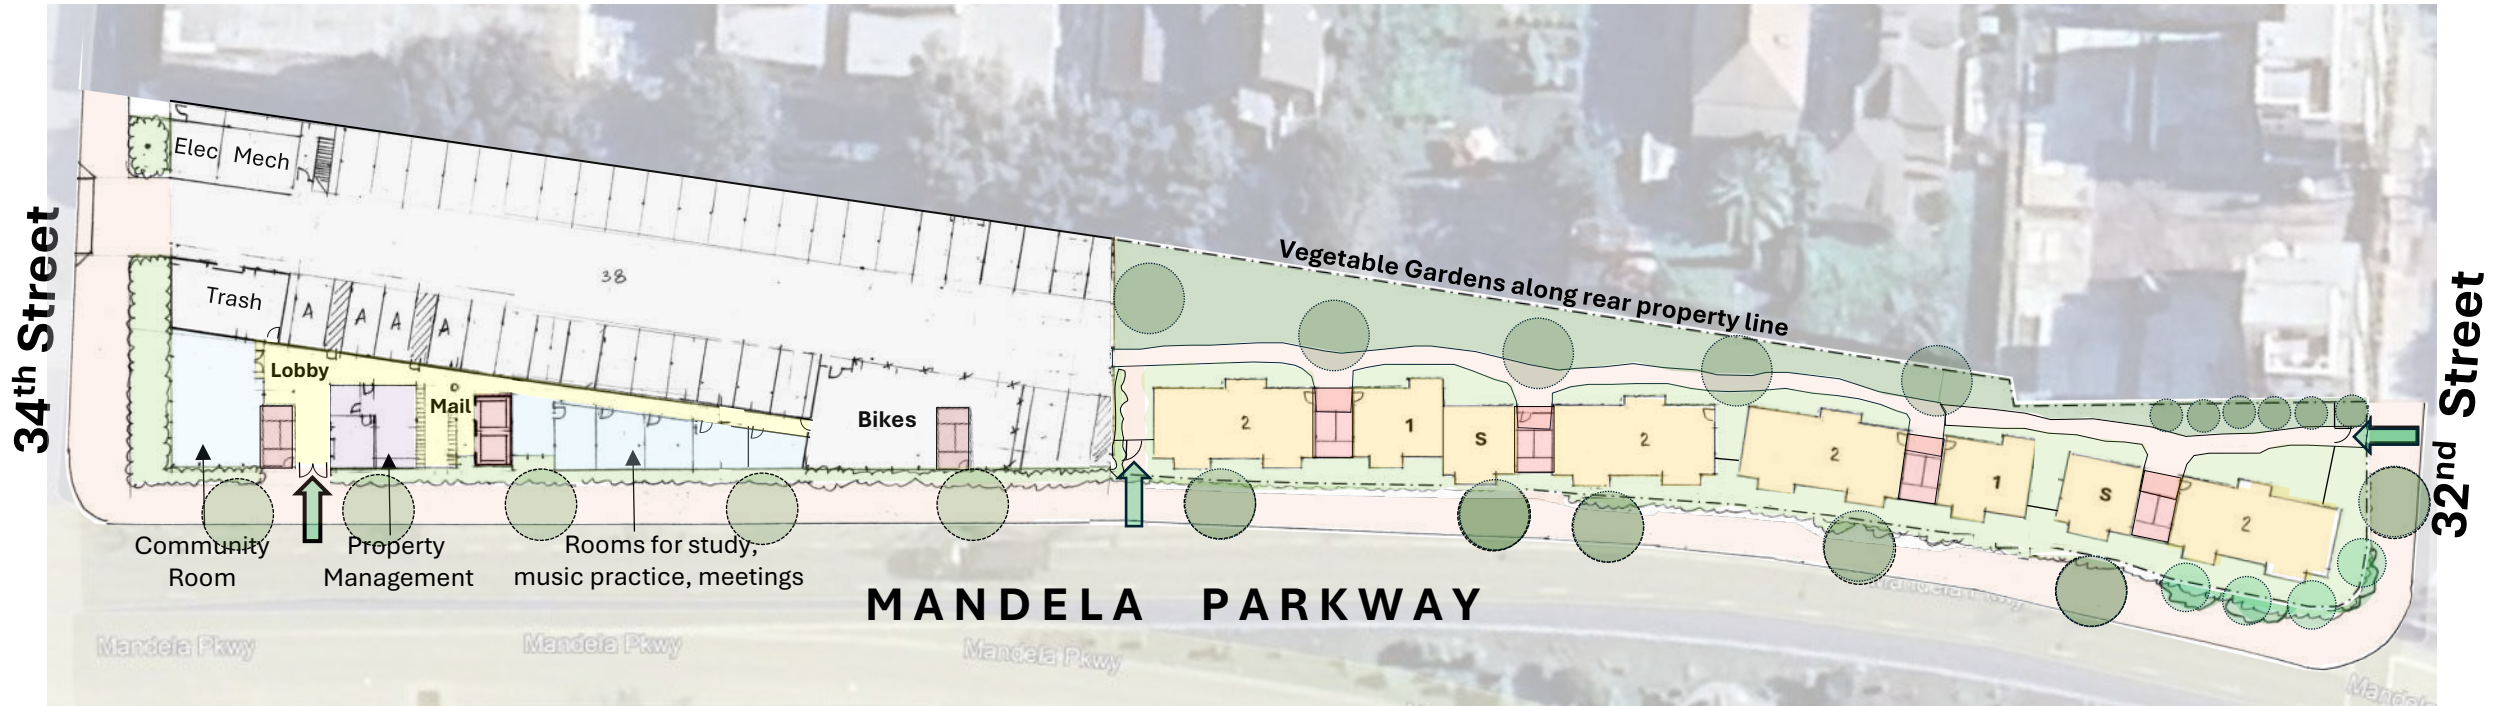 Elec Mech
Trash
A
A
A
A
38
Lobby
Mail
Bikes
Community
Room
Property
Management
Rooms for study,
music practice, meetings
Vegetable Gardens along rear property line
2
1
S
2
2
1
S
2
34th Street
32nd Street
MANDELA PARKWAY
Mandela Pkwy
Mandela Pkwy
Mandela Pkwy
Mandela Pkwy